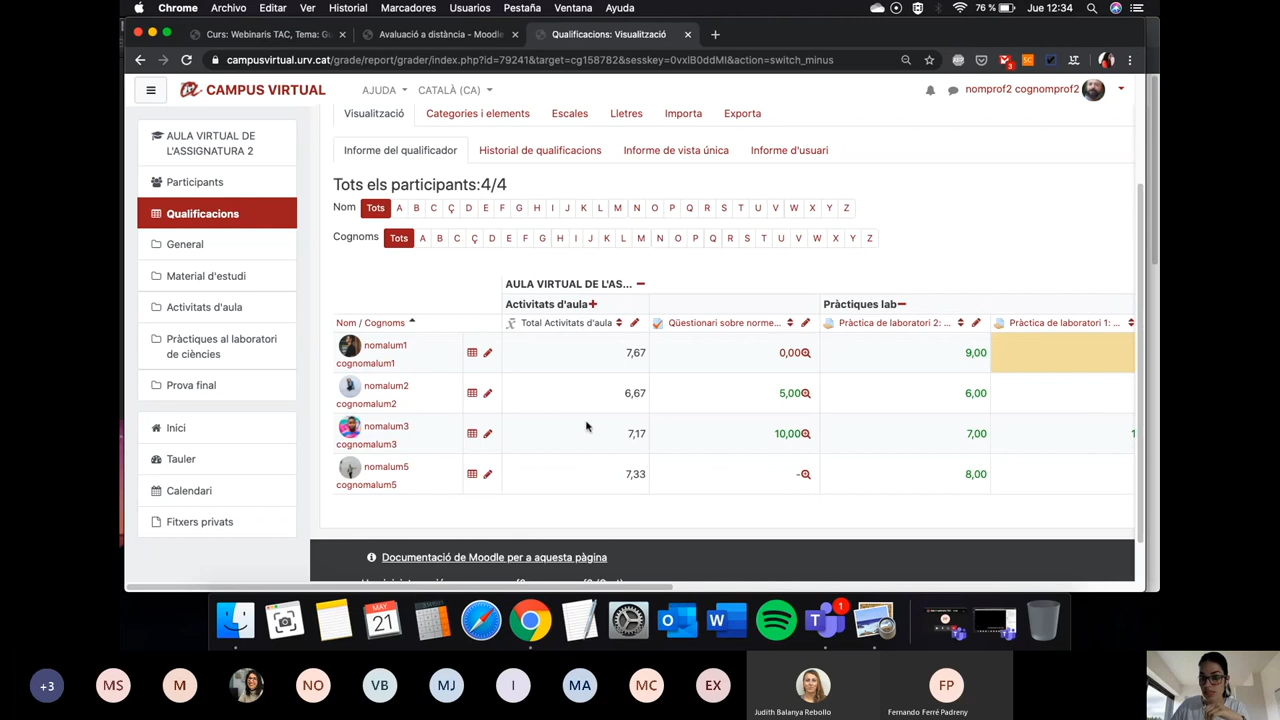 Chrome Archivo Editar Ver Historial Marcadores Usuarios Pestaña Ventana Ayuda 76 % Jue 12:34
Curs: Webinaris TAC, Tema: Gu Avaluació a distància - Moodle Qualificacions: Visualització
campusvirtual.urv.cat/grade/report/grader/index.php?id=79241&target=cg158782&sesskey=0vxlB0ddMI&action=switch_minus
CAMPUS VIRTUAL AJUDA CATALÀ (CA) nomprof2 cognomprof2
Visualització Categories i elements Escales Lletres Importa Exporta
Informe del qualificador Historial de qualificacions Informe de vista única Informe d'usuari
AULA VIRTUAL DE
L'ASSIGNATURA 2
Participants
Qualificacions
General
Material d'estudi
Activitats d'aula
Pràctiques al laboratori
de ciències
Prova final
Inici
Tauler
Calendari
Fitxers privats
Tots els participants:4/4
Nom Tots A B C Ç D E F G H I J K L M N O P Q R S T U V W X Y Z
Cognoms Tots A B C Ç D E F G H I J K L M N O P Q R S T U V W X Y Z
AULA VIRTUAL DE L'AS...
Activitats d'aula Pràctiques lab
Nom / Cognoms Total Activitats d'aula Qüestionari sobre norme... Pràctica de laboratori 2: ... Pràctica de laboratori 1: ...
nomalum1
cognomalum1 7,67 0,00 9,00
nomalum2
cognomalum2 6,67 5,00 6,00
nomalum3
cognomalum3 7,17 10,00 7,00 1
nomalum5
cognomalum5 7,33 - 8,00
Documentació de Moodle per a aquesta pàgina
MAY
21
1
+3 MS M NO VB MJ I MA MC EX FP
Judith Balanya Rebollo Fernando Ferré Padreny